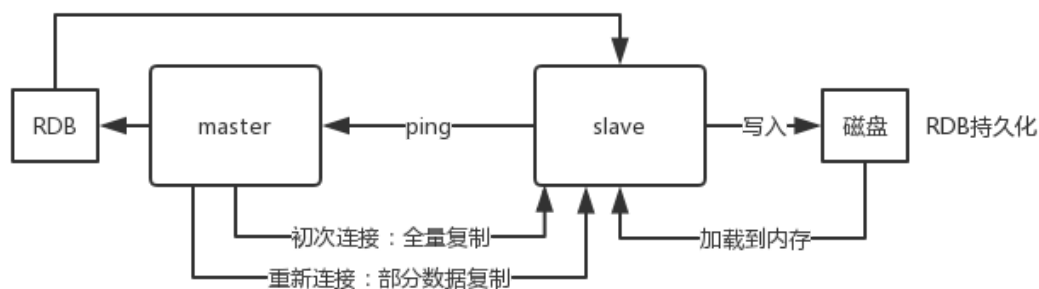 RDB
master
ping
slave
写入
磁盘
RDB持久化
初次连接：全量复制
加载到内存
重新连接：部分数据复制